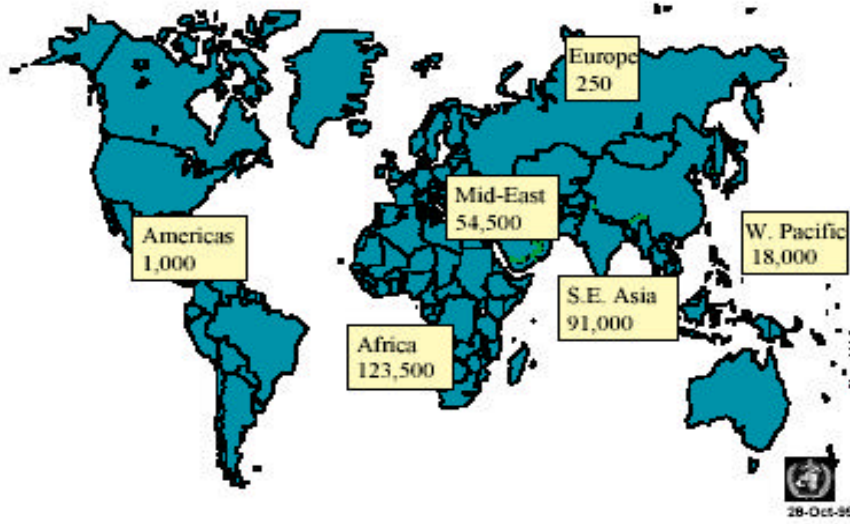 Europe
250
Mid-East
54,500
Americas
1,000
W. Pacific
18,000
S.E. Asia
91,000
Africa
123,500